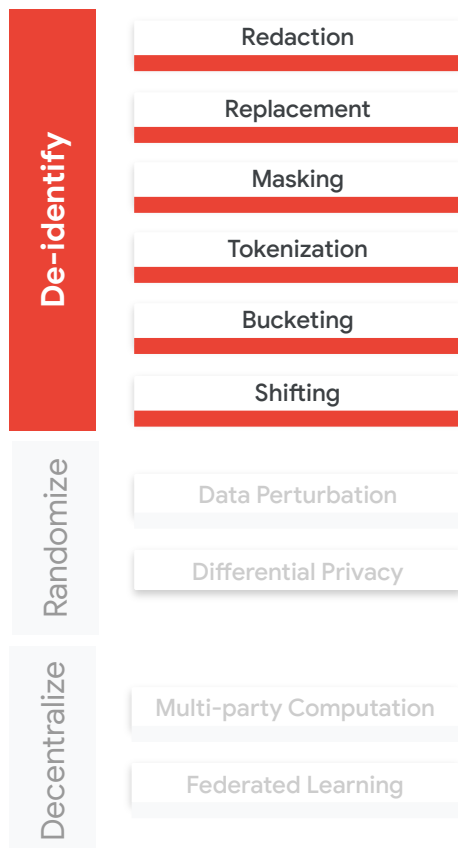 De-identify
Redaction
Replacement
Masking
Tokenization
Bucketing
Shifting
Randomize
Data Perturbation
Differential Privacy
Decentralize
Multi-party Computation
Federated Learning